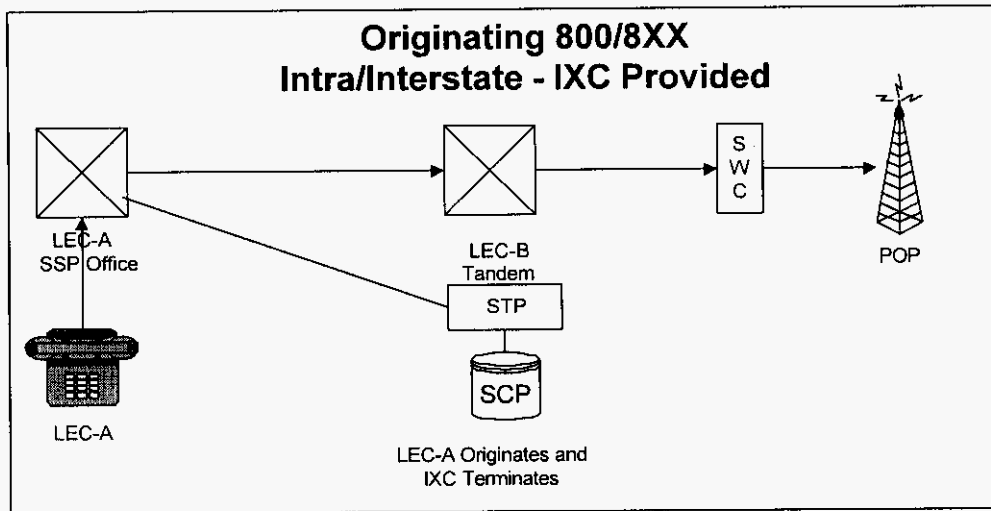 Originating 800/8XX
Intra/Interstate - IXC Provided
S
W
C
LEC-A
SSP Office
LEC-B
Tandem
POP
STP
SCP
LEC-A
LEC-A Originates and
IXC Terminates